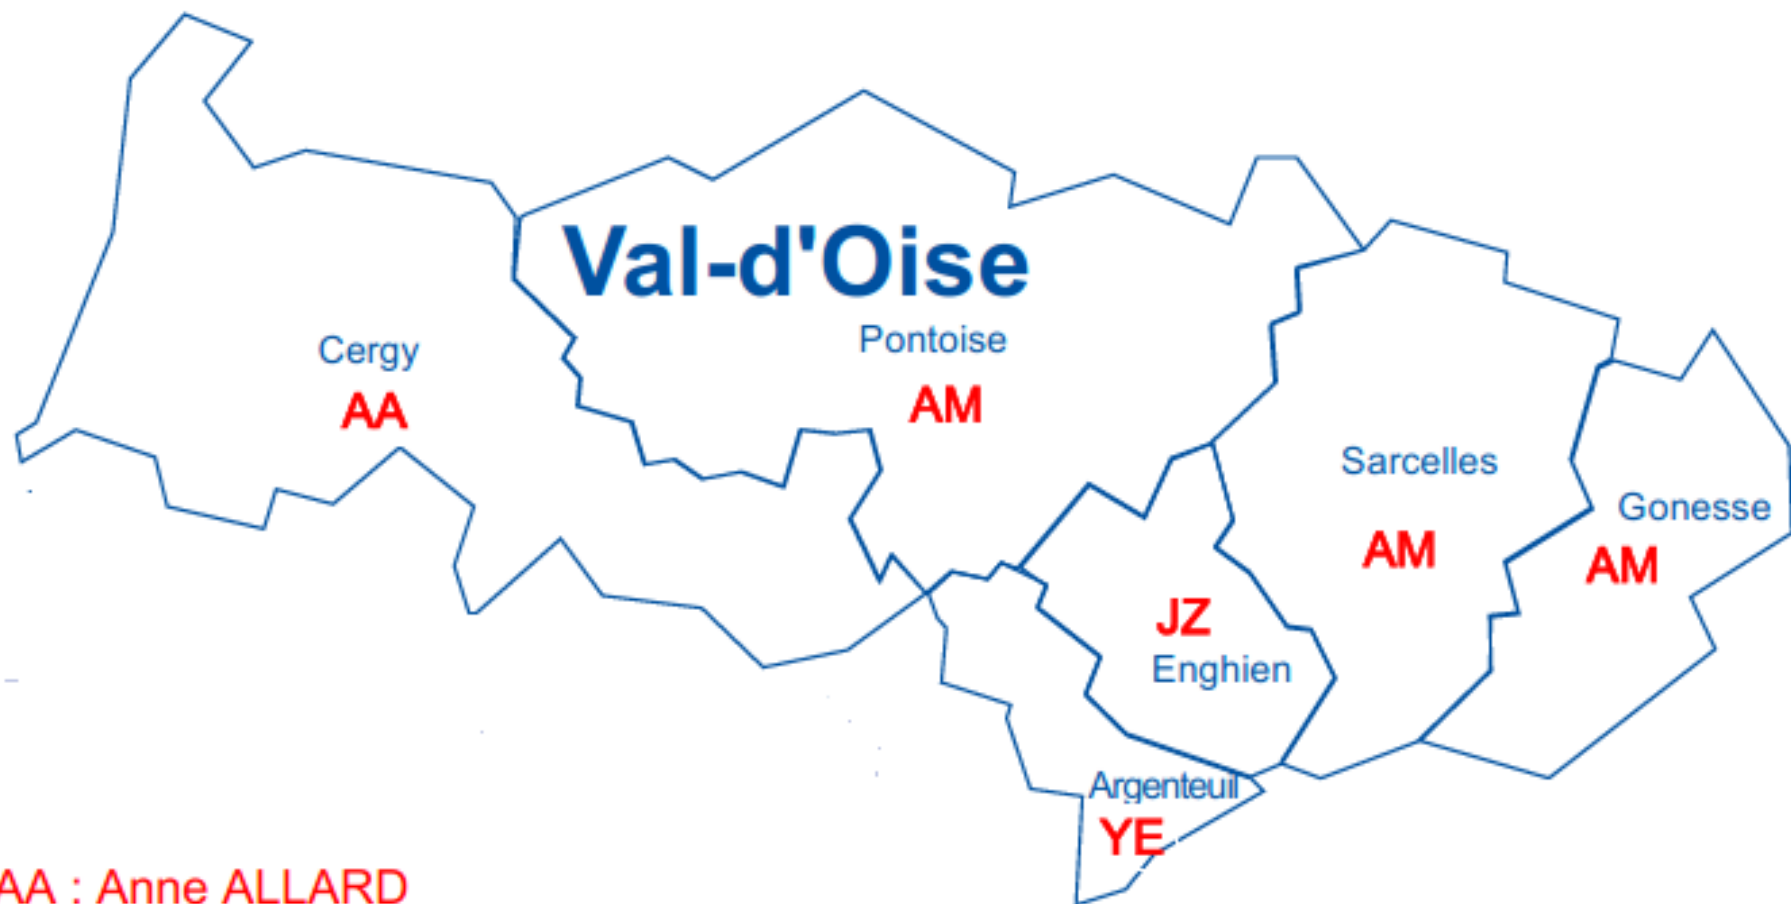 Val-d'Oise
Pontoise
AM
Cergy
AA
Sarcelles
AM
Gonesse
AM
JZ
Enghien
Argenteuil
YE
AA : Anne ALLARD